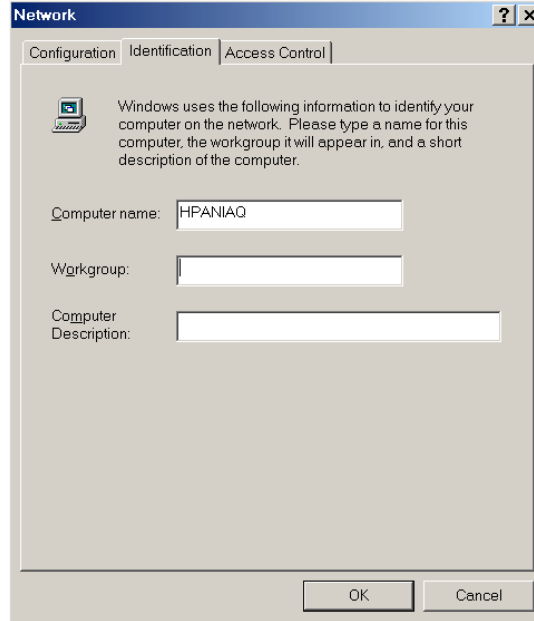 Network
Configuration Identification Access Control
Windows uses the following information to identify your
computer on the network. Please type a name for this
computer, the workgroup it will appear in, and a short
description of the computer.
Computer name: HPANIAQ
Workgroup:
Computer
Description:
OK Cancel